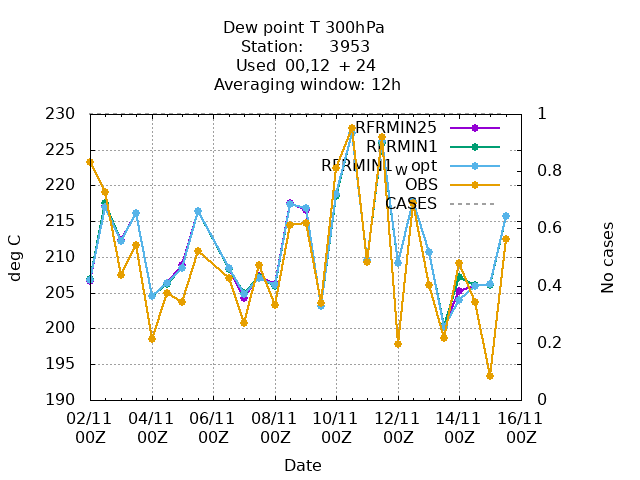 Dew point T 300hPa
Station: 3953
Used 00,12 + 24
Averaging window: 12h
230
225
220
215
210
205
200
195
190
1
0.8
0.6
0.4
0.2
0
RFRMIN25
RFRMIN1
RFRMIN1w opt
OBS
CASES
deg C
No cases
02/11 04/11 06/11 08/11 10/11 12/11 14/11 16/11
00Z 00Z 00Z 00Z 00Z 00Z 00Z 00Z
Date